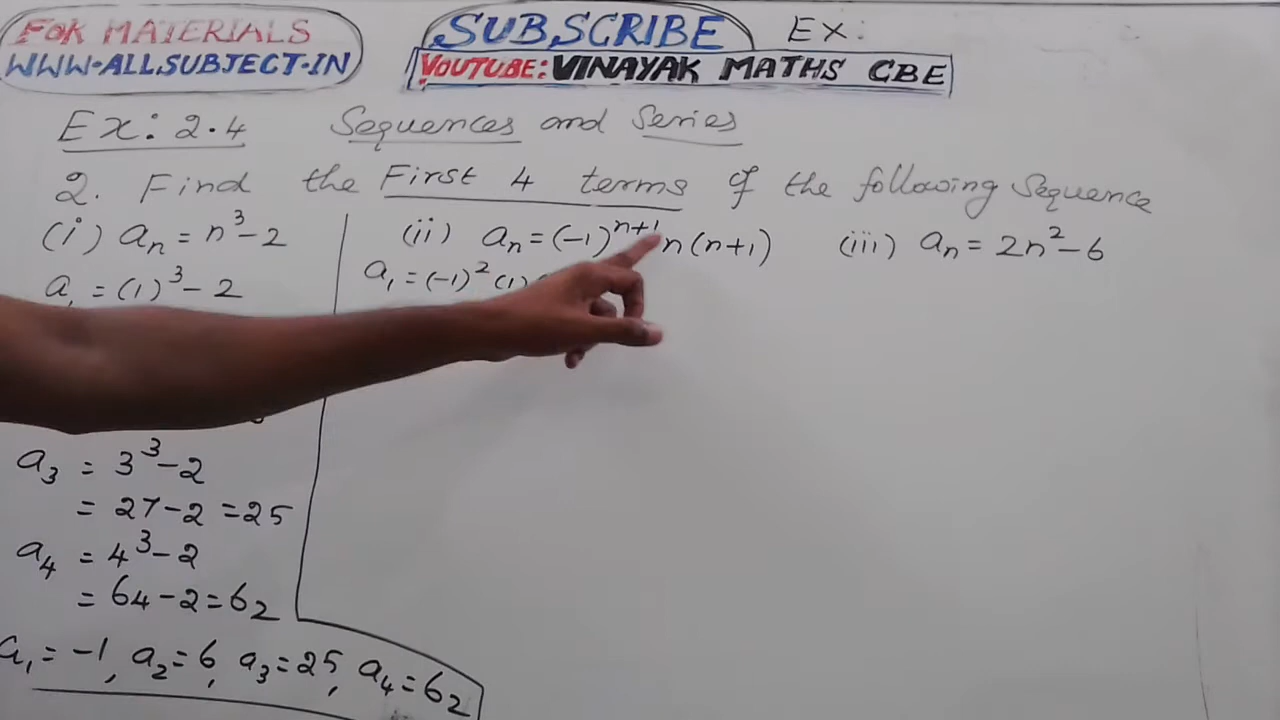 FOR MATERIALS
WWW.ALLSUBJECT.IN
SUBSCRIBE
YOUTUBE: VINAYAK MATHS CBE
EX:
Ex: 2.4 Sequences and Series
2. Find the First 4 terms of the following Sequence
(i) aₙ = n³ - 2
a₁ = (1)³ - 2
a₃ = 3³ - 2
= 27 - 2 = 25
a₄ = 4³ - 2
= 64 - 2 = 62
a₁ = -1, a₂ = 6, a₃ = 25, a₄ = 62
(ii) aₙ = (-1)ⁿ⁺¹ n(n+1)
a₁ = (-1)² (1)
(iii) aₙ = 2n² - 6